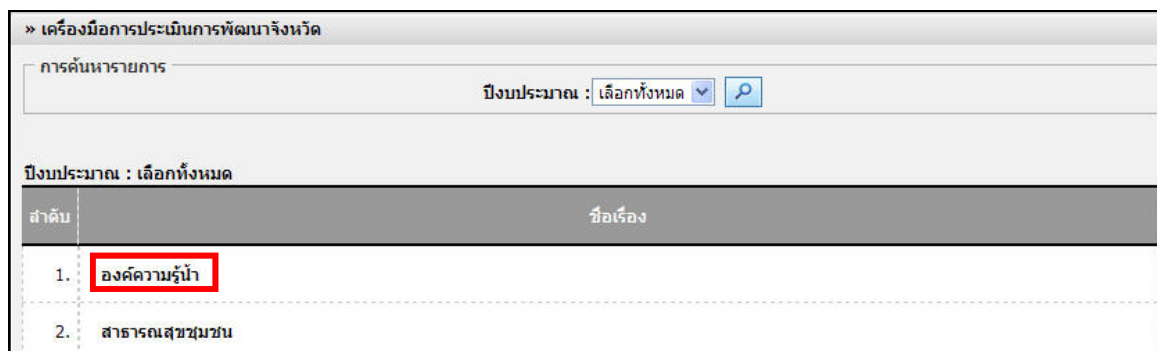 » เครื่องมือการประเมินการพัฒนาจังหวัด
การค้นหารายการ
ปีงบประมาณ : เลือกทั้งหมด
ปีงบประมาณ : เลือกทั้งหมด
ลำดับ ชื่อเรื่อง
1. องค์ความรู้น้ำ
2. สาธารณสุขชุมชน